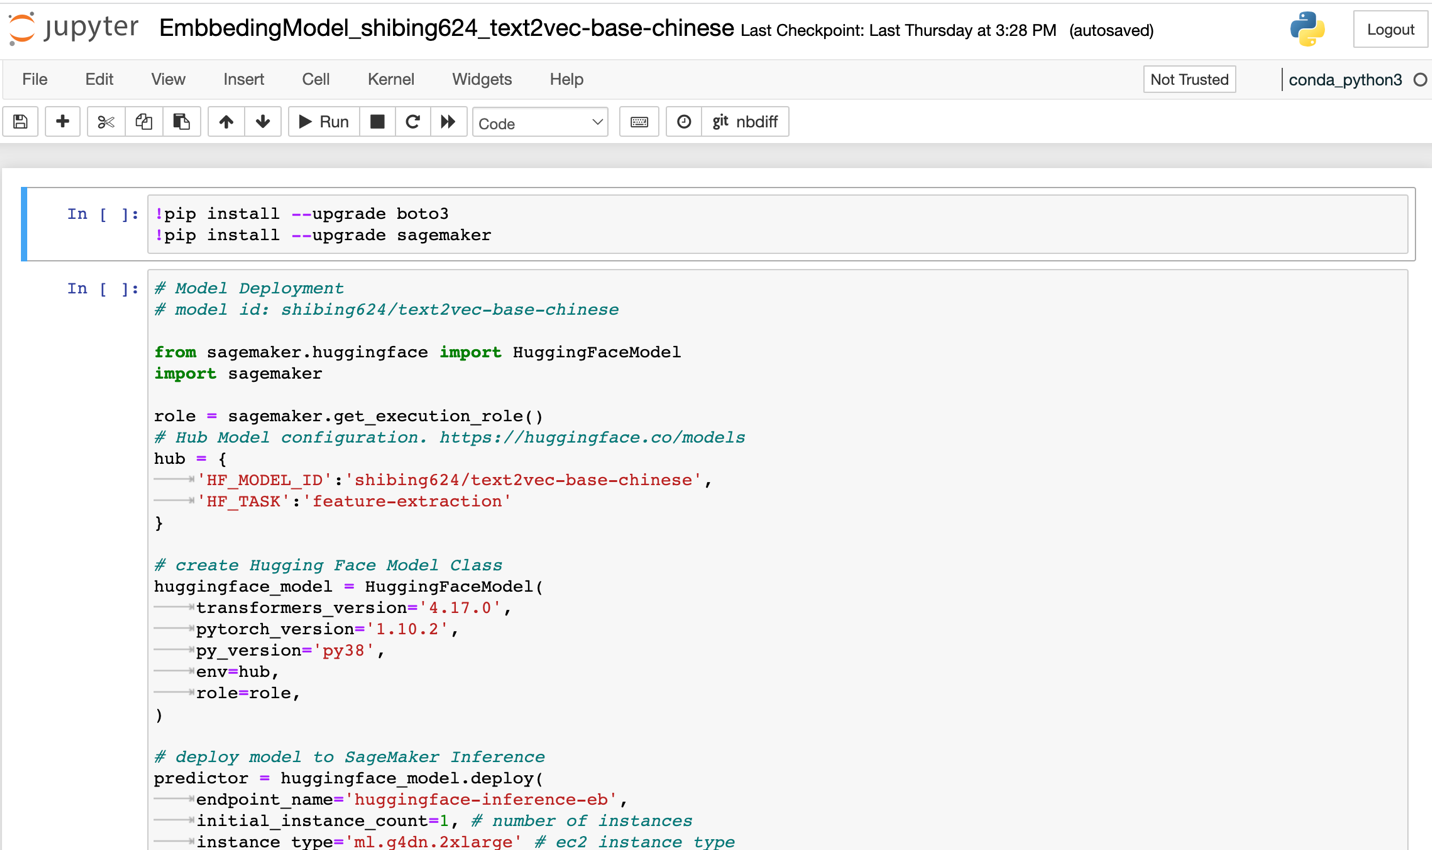 jupyter EmbbedingModel_shibing624_text2vec-base-chinese Last Checkpoint: Last Thursday at 3:28 PM (autosaved) Logout
File Edit View Insert Cell Kernel Widgets Help Not Trusted conda_python3
Run Code git nbdiff
In [ ]: !pip install --upgrade boto3
!pip install --upgrade sagemaker
In [ ]: # Model Deployment
# model id: shibing624/text2vec-base-chinese
from sagemaker.huggingface import HuggingFaceModel
import sagemaker
role = sagemaker.get_execution_role()
# Hub Model configuration. https://huggingface.co/models
hub = {
'HF_MODEL_ID':'shibing624/text2vec-base-chinese',
'HF_TASK':'feature-extraction'
}
# create Hugging Face Model Class
huggingface_model = HuggingFaceModel(
transformers_version='4.17.0',
pytorch_version='1.10.2',
py_version='py38',
env=hub,
role=role,
)
# deploy model to SageMaker Inference
predictor = huggingface_model.deploy(
endpoint_name='huggingface-inference-eb',
initial_instance_count=1, # number of instances
instance_type='ml.g4dn.2xlarge' # ec2 instance type